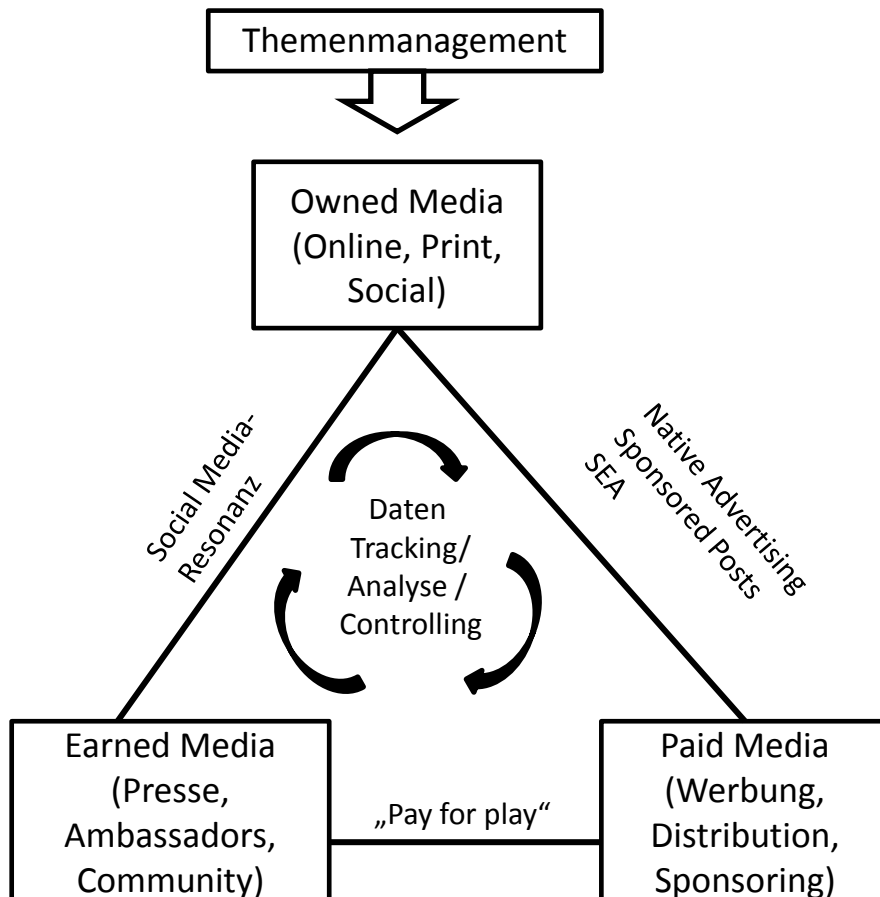 Themenmanagement
Owned Media
(Online, Print,
Social)
Social Media-
Resonanz
Native Advertising
Sponsored Posts
SEA
Daten
Tracking/
Analyse /
Controlling
Earned Media
(Presse,
Ambassadors,
Community)
„Pay for play“
Paid Media
(Werbung,
Distribution,
Sponsoring)